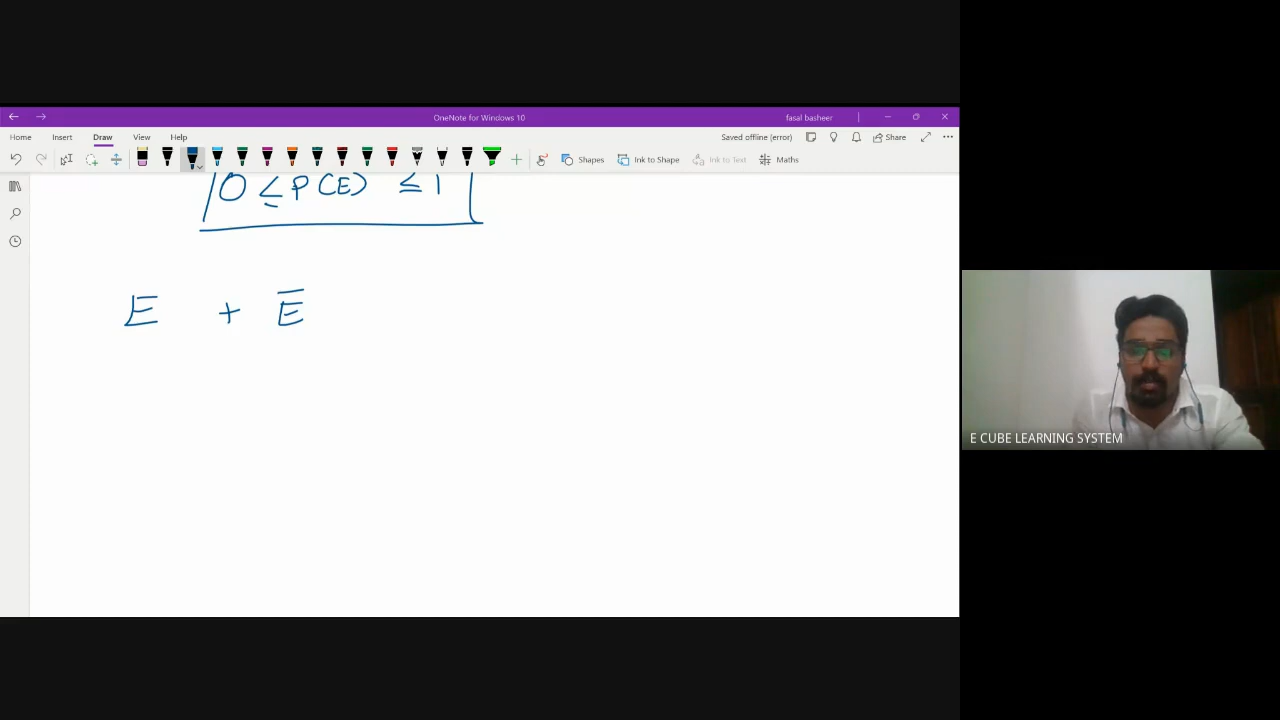 OneNote for Windows 10
fasal basheer
Home Insert Draw View Help
Saved offline (error)
Share
Shapes
Ink to Shape
Ink to Text
Maths
0 ≤ P(E) ≤ 1
E + E̅
E CUBE LEARNING SYSTEM